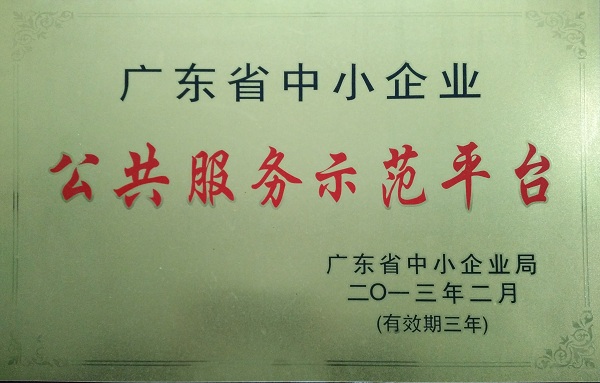 广东省中小企业
公共服务示范平台
广东省中小企业局
二〇一三年二月
(有效期三年)